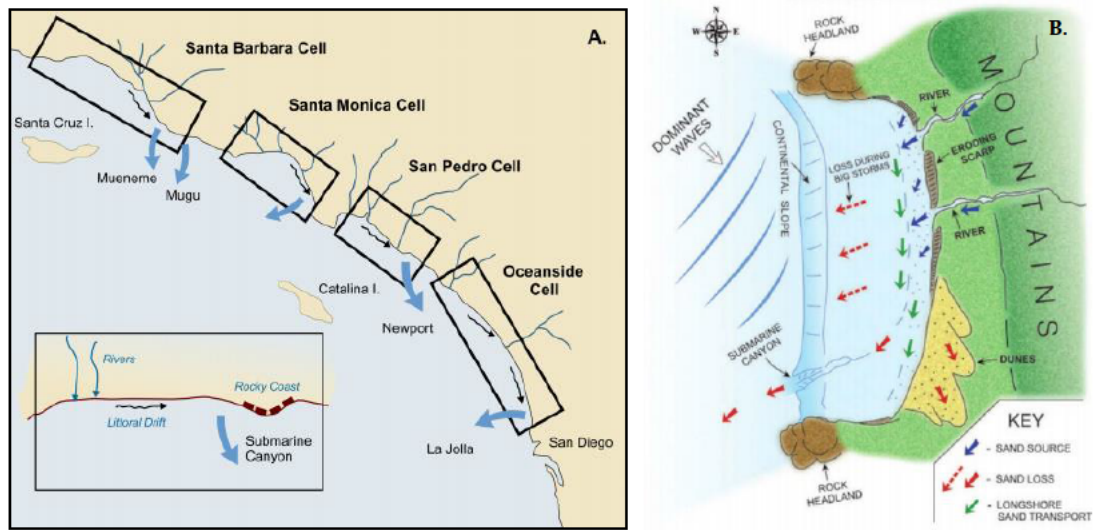 A.
Santa Barbara Cell
Santa Monica Cell
San Pedro Cell
Oceanside
Cell
Santa Cruz I.
Mueneme
Mugu
Catalina I.
Newport
La Jolla
San Diego
Rivers
Rocky Coast
Littoral Drift
Submarine
Canyon
B.
N
W
E
S
ROCK
HEADLAND
DOMINANT
WAVES
CONTINENTAL SLOPE
LOSS DURING
BIG STORMS
RIVER
ERODING
SCARP
MOUNTAINS
RIVER
SUBMARINE
CANYON
DUNES
ROCK
HEADLAND
KEY
- SAND SOURCE
- SAND LOSS
- LONGSHORE
SAND TRANSPORT